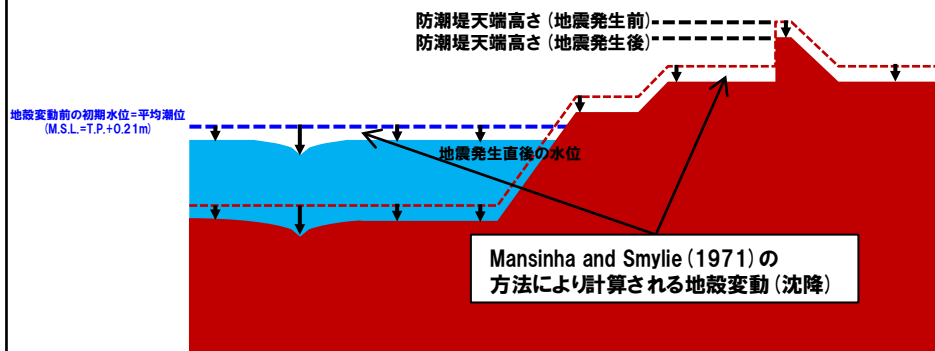 防潮堤天端高さ(地震発生前)
防潮堤天端高さ(地震発生後)
地殻変動前の初期水位=平均潮位
(M.S.L.=T.P.+0.21m)
地震発生直後の水位
Mansinha and Smylie(1971)の
方法により計算される地殻変動(沈降)